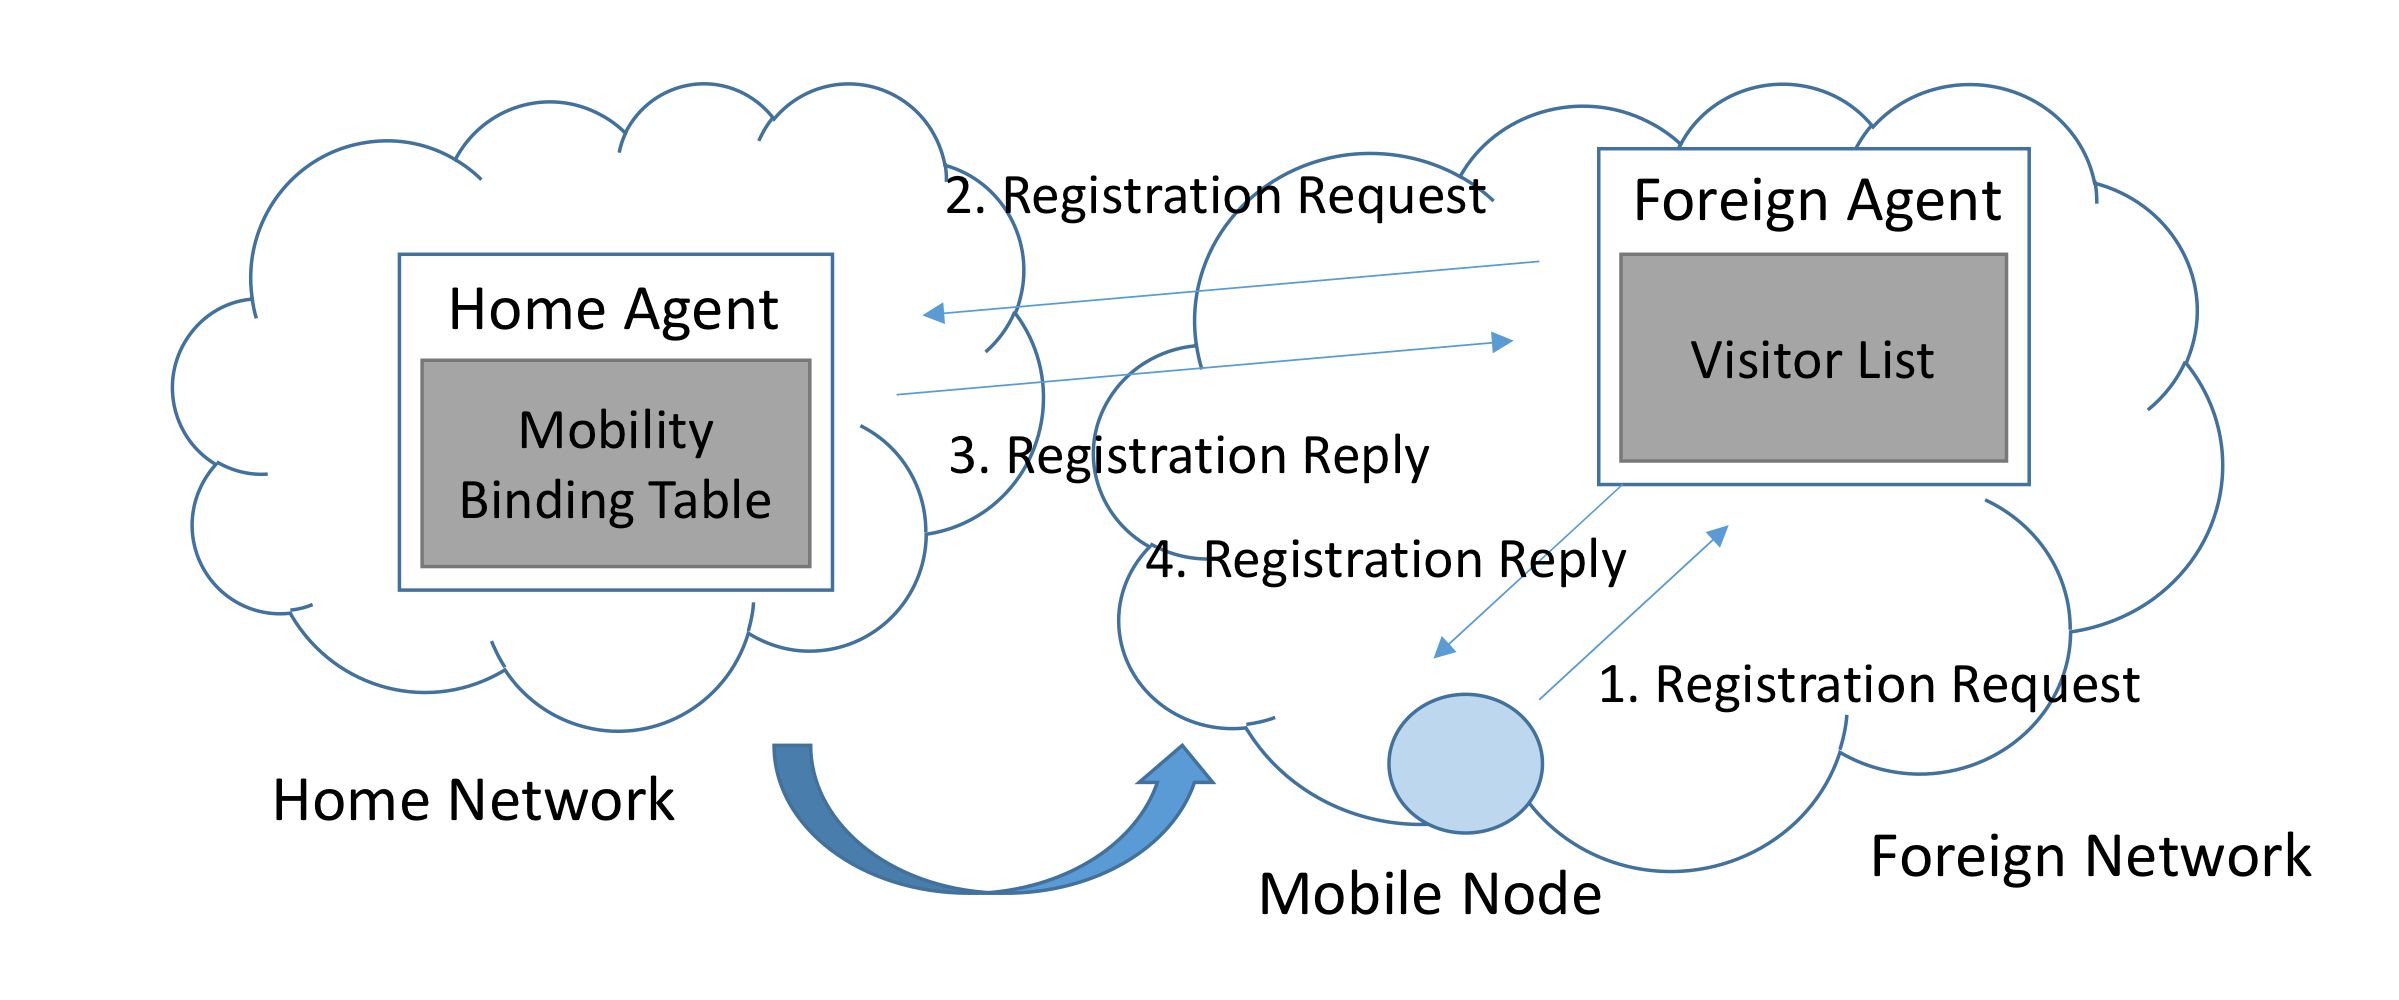 2. Registration Request
Foreign Agent
Home Agent
Visitor List
Mobility
Binding Table
3. Registration Reply
4. Registration Reply
1. Registration Request
Home Network
Foreign Network
Mobile Node